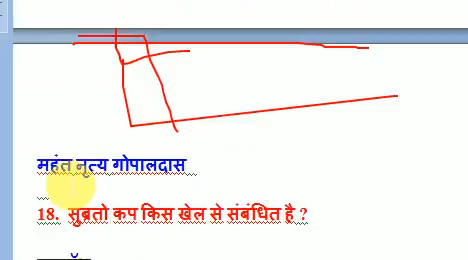 महंत नृत्य गोपालदास
18. सुब्रतो कप किस खेल से संबंधित है ?